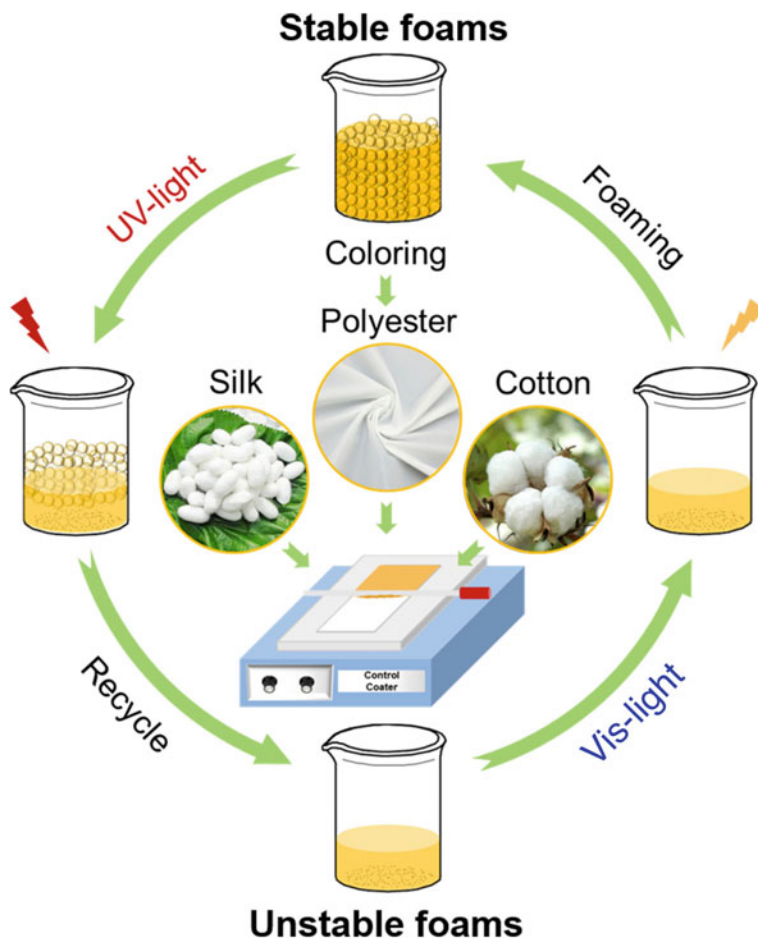 Stable foams
UV-light
Foaming
Coloring
Polyester
Silk
Cotton
Control
Coater
Recycle
Vis-light
Unstable foams